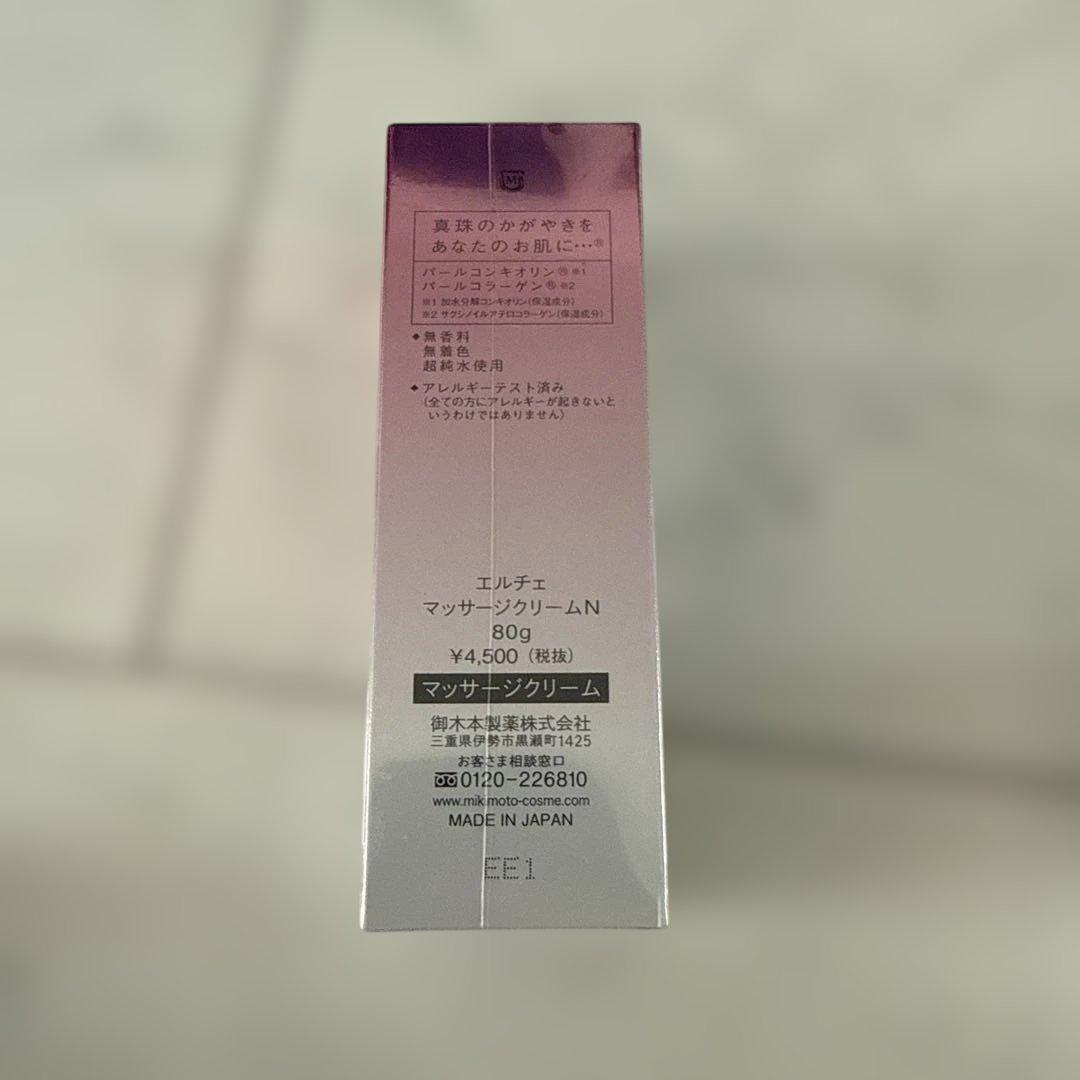 M
真珠のかがやきを
あなたのお肌に…®
パールコンキオリン® ※1
パールコラーゲン® ※2
※1 加水分解コンキオリン(保湿成分)
※2 サクシノイルアテロコラーゲン(保湿成分)
◆無香料
無着色
超純水使用
◆アレルギーテスト済み
(全ての方にアレルギーが起きないと
いうわけではありません)
エルチェ
マッサージクリームN
80g
¥4,500(税抜)
マッサージクリーム
御木本製薬株式会社
三重県伊勢市黒瀬町1425
お客さま相談窓口
0120-226810
www.mikimoto-cosme.com
MADE IN JAPAN
EE1